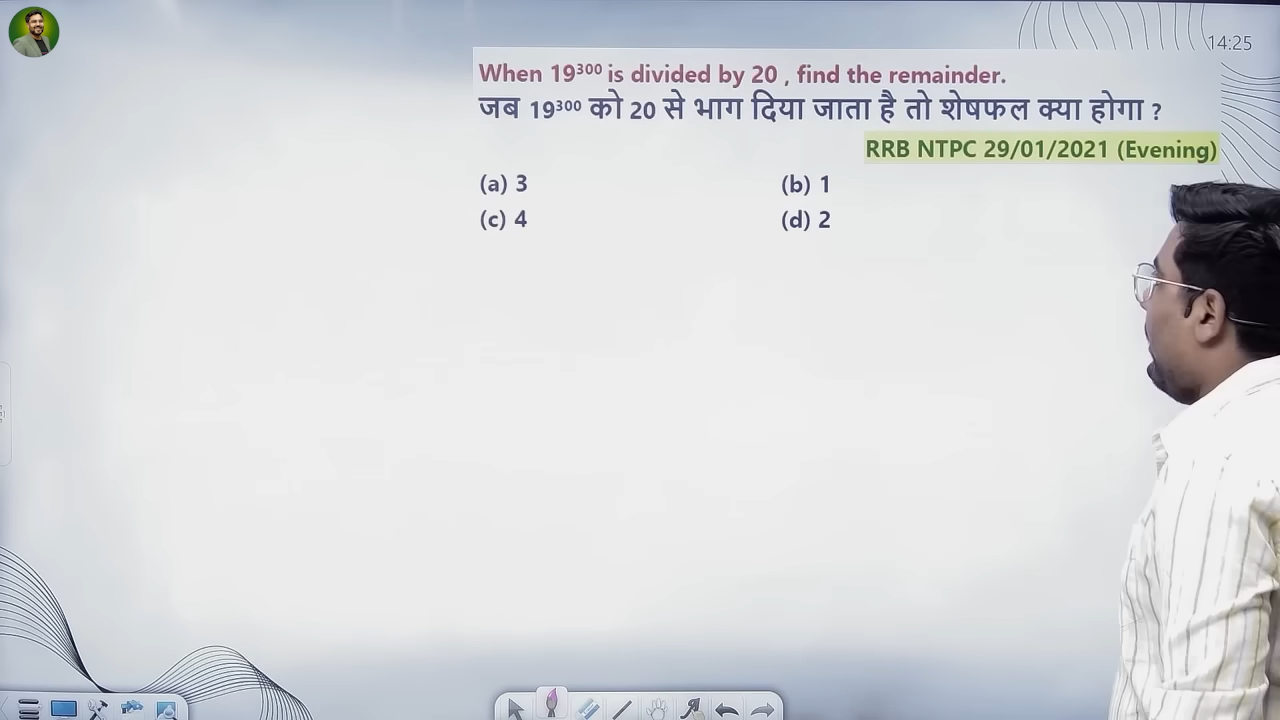 14:25
When 19³⁰⁰ is divided by 20 , find the remainder.
जब 19³⁰⁰ को 20 से भाग दिया जाता है तो शेषफल क्या होगा ?
RRB NTPC 29/01/2021 (Evening)
(a) 3 (b) 1
(c) 4 (d) 2